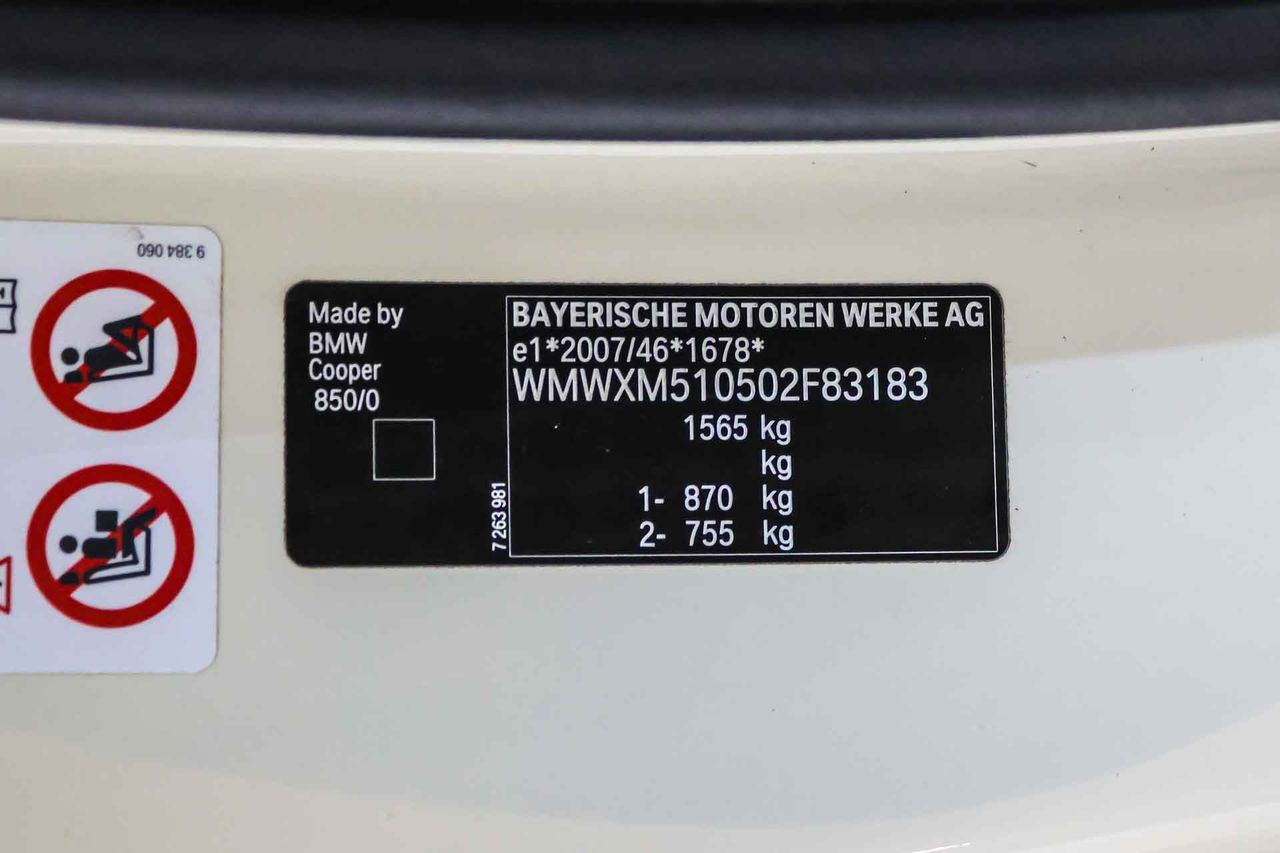 9 384 060
Made by
BMW
Cooper
850/0
7 263 981
BAYERISCHE MOTOREN WERKE AG
e1*2007/46*1678*
WMWXM510502F83183
1565 kg
kg
1- 870 kg
2- 755 kg